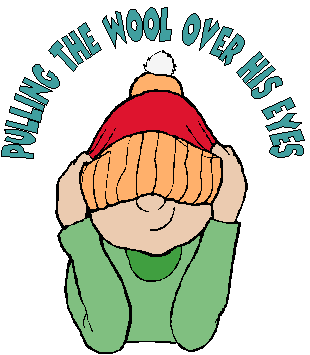 PULLING THE WOOL OVER HIS EYES